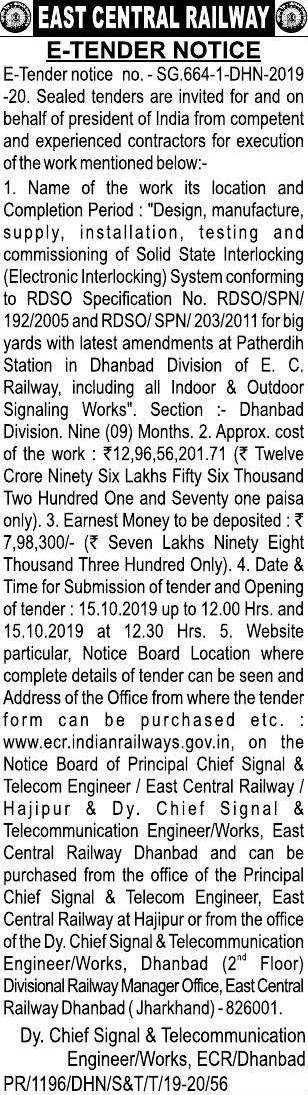 EAST CENTRAL RAILWAY
E-TENDER NOTICE
E-Tender notice no. - SG.664-1-DHN-2019
-20. Sealed tenders are invited for and on
behalf of president of India from competent
and experienced contractors for execution
of the work mentioned below:-
1. Name of the work its location and
Completion Period : "Design, manufacture,
supply, installation, testing and
commissioning of Solid State Interlocking
(Electronic Interlocking) System conforming
to RDSO Specification No. RDSO/SPN/
192/2005 and RDSO/ SPN/ 203/2011 for big
yards with latest amendments at Patherdih
Station in Dhanbad Division of E. C.
Railway, including all Indoor & Outdoor
Signaling Works". Section :- Dhanbad
Division. Nine (09) Months. 2. Approx. cost
of the work : ₹12,96,56,201.71 (₹ Twelve
Crore Ninety Six Lakhs Fifty Six Thousand
Two Hundred One and Seventy one paisa
only). 3. Earnest Money to be deposited : ₹
7,98,300/- (₹ Seven Lakhs Ninety Eight
Thousand Three Hundred Only). 4. Date &
Time for Submission of tender and Opening
of tender : 15.10.2019 up to 12.00 Hrs. and
15.10.2019 at 12.30 Hrs. 5. Website
particular, Notice Board Location where
complete details of tender can be seen and
Address of the Office from where the tender
form can be purchased etc. :
www.ecr.indianrailways.gov.in, on the
Notice Board of Principal Chief Signal &
Telecom Engineer / East Central Railway /
Hajipur & Dy. Chief Signal &
Telecommunication Engineer/Works, East
Central Railway Dhanbad and can be
purchased from the office of the Principal
Chief Signal & Telecom Engineer, East
Central Railway at Hajipur or from the office
of the Dy. Chief Signal & Telecommunication
Engineer/Works, Dhanbad (2nd Floor)
Divisional Railway Manager Office, East Central
Railway Dhanbad ( Jharkhand) - 826001.
Dy. Chief Signal & Telecommunication
Engineer/Works, ECR/Dhanbad
PR/1196/DHN/S&T/T/19-20/56